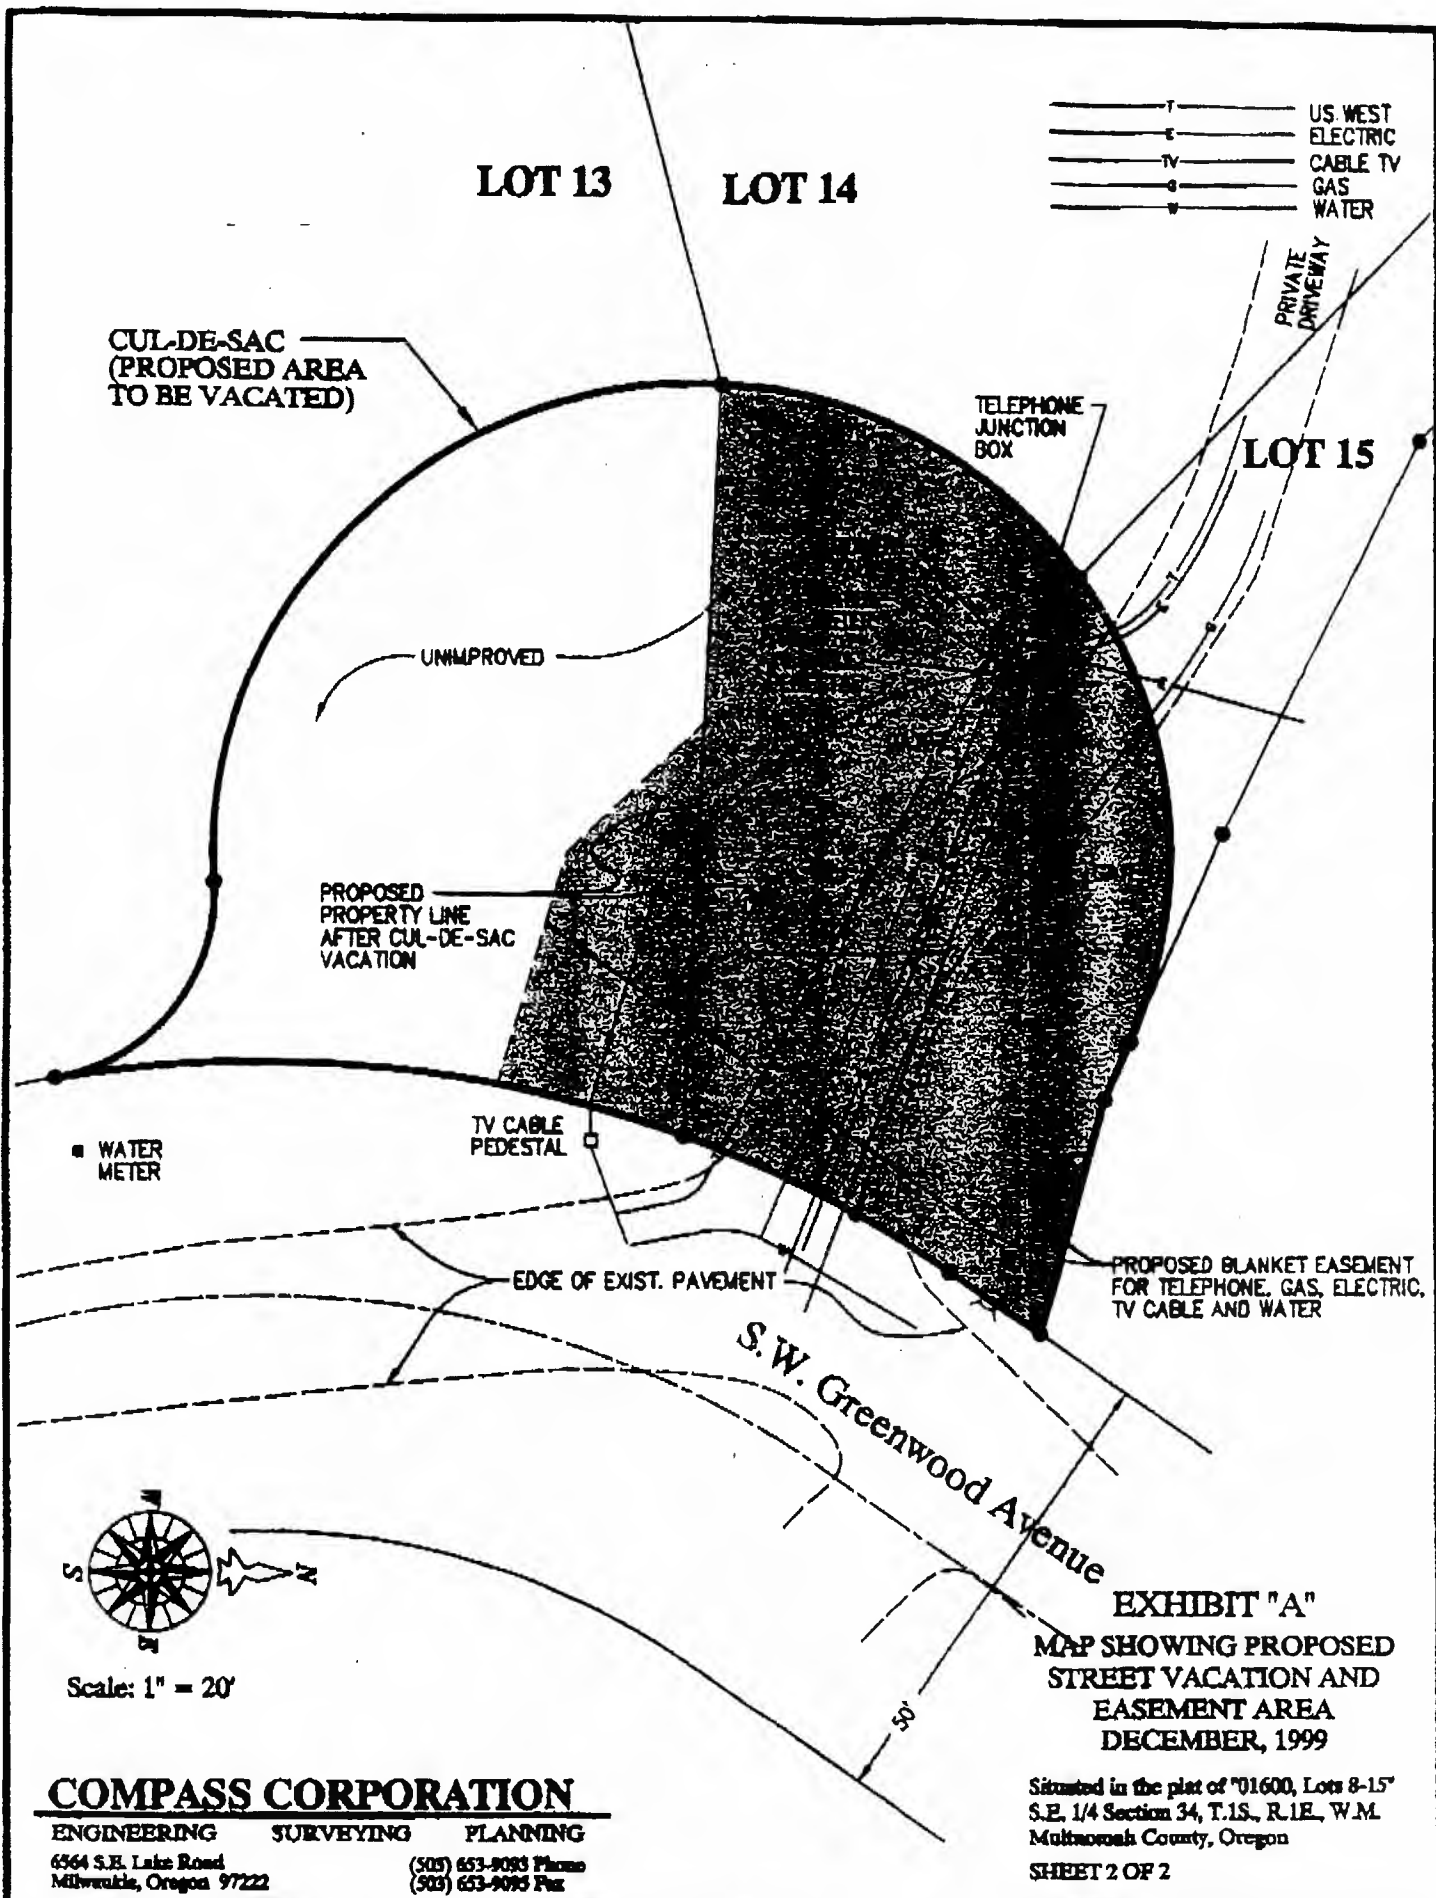 T US WEST
E ELECTRIC
TV CABLE TV
G GAS
W WATER
LOT 13
LOT 14
PRIVATE
DRIVEWAY
CUL-DE-SAC
(PROPOSED AREA
TO BE VACATED)
TELEPHONE
JUNCTION
BOX
LOT 15
T
E
G
E
UNIMPROVED
PROPOSED
PROPERTY LINE
AFTER CUL-DE-SAC
VACATION
TV CABLE
PEDESTAL
WATER
METER
W
EDGE OF EXIST. PAVEMENT
PROPOSED BLANKET EASEMENT
FOR TELEPHONE, GAS, ELECTRIC,
TV CABLE AND WATER
S.W. Greenwood Avenue
50'
W
S
N
E
Scale: 1" = 20'
EXHIBIT "A"
MAP SHOWING PROPOSED
STREET VACATION AND
EASEMENT AREA
DECEMBER, 1999
Situated in the plat of "01600, Lots 8-15"
S.E. 1/4 Section 34, T.1S., R.1E., W.M.
Multnomah County, Oregon
SHEET 2 OF 2
COMPASS CORPORATION
ENGINEERING SURVEYING PLANNING
6564 S.E. Lake Road (503) 653-9093 Phone
Milwaukie, Oregon 97222 (503) 653-9095 Fax